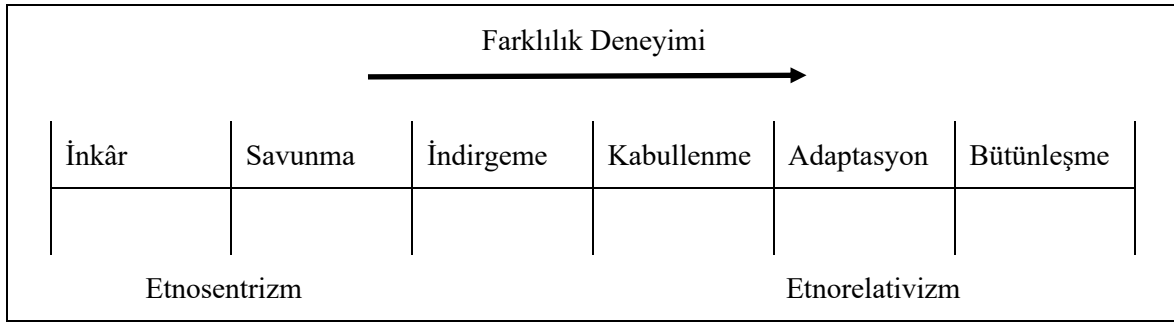 Farklılık Deneyimi
İnkâr Savunma İndirgeme Kabullenme Adaptasyon Bütünleşme
Etnosentrizm Etnorelativizm